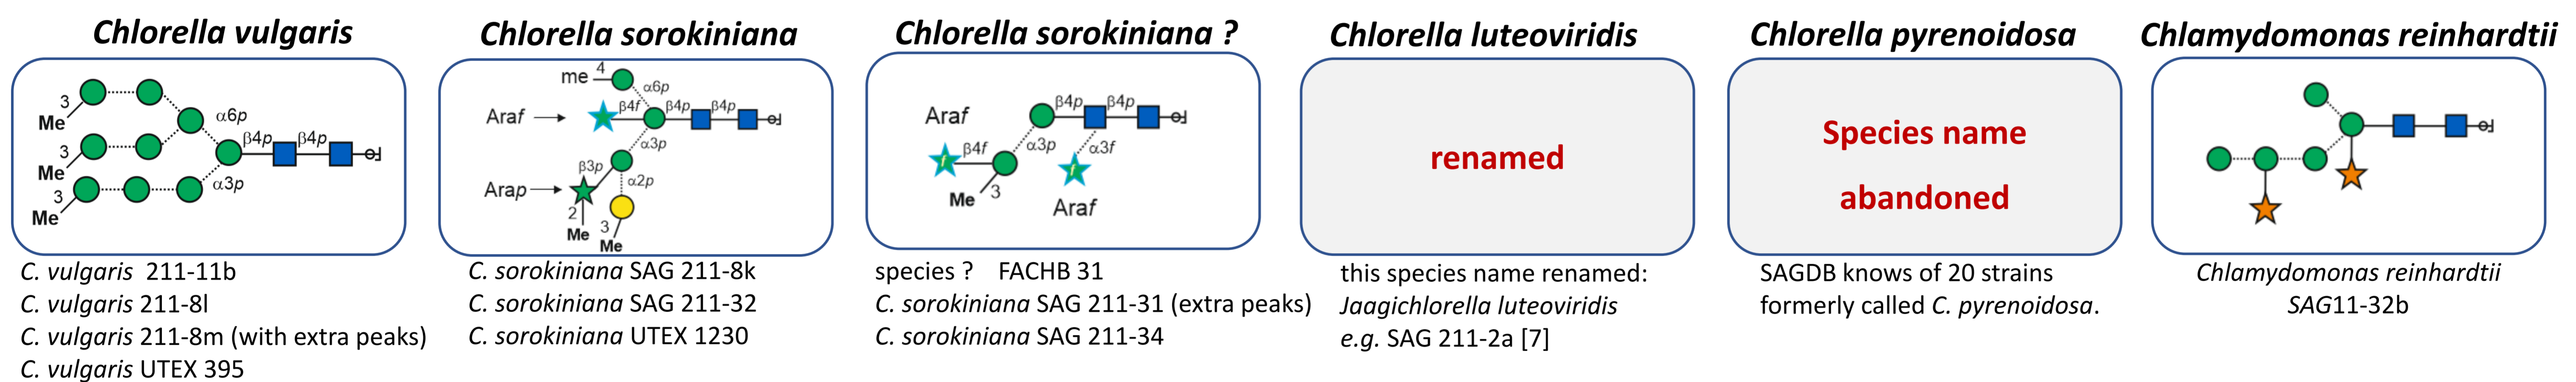 Chlorella vulgaris
3
Me
3
Me
3
Me
α6p
α3p
β4p
β4p
C. vulgaris 211-11b
C. vulgaris 211-8l
C. vulgaris 211-8m (with extra peaks)
C. vulgaris UTEX 395
Chlorella sorokiniana
me 4
α6p
Araf
β4f
β4p
β4p
α3p
β3p
Arap
α2p
2
Me
3
Me
C. sorokiniana SAG 211-8k
C. sorokiniana SAG 211-32
C. sorokiniana UTEX 1230
Chlorella sorokiniana ?
Araf
β4p
β4p
β4f
f
α3p
α3f
f
Me
3
Araf
species ? FACHB 31
C. sorokiniana SAG 211-31 (extra peaks)
C. sorokiniana SAG 211-34
Chlorella luteoviridis
renamed
this species name renamed:
Jaagichlorella luteoviridis
e.g. SAG 211-2a [7]
Chlorella pyrenoidosa
Species name
abandoned
SAGDB knows of 20 strains
formerly called C. pyrenoidosa.
Chlamydomonas reinhardtii
Chlamydomonas reinhardtii
SAG11-32b